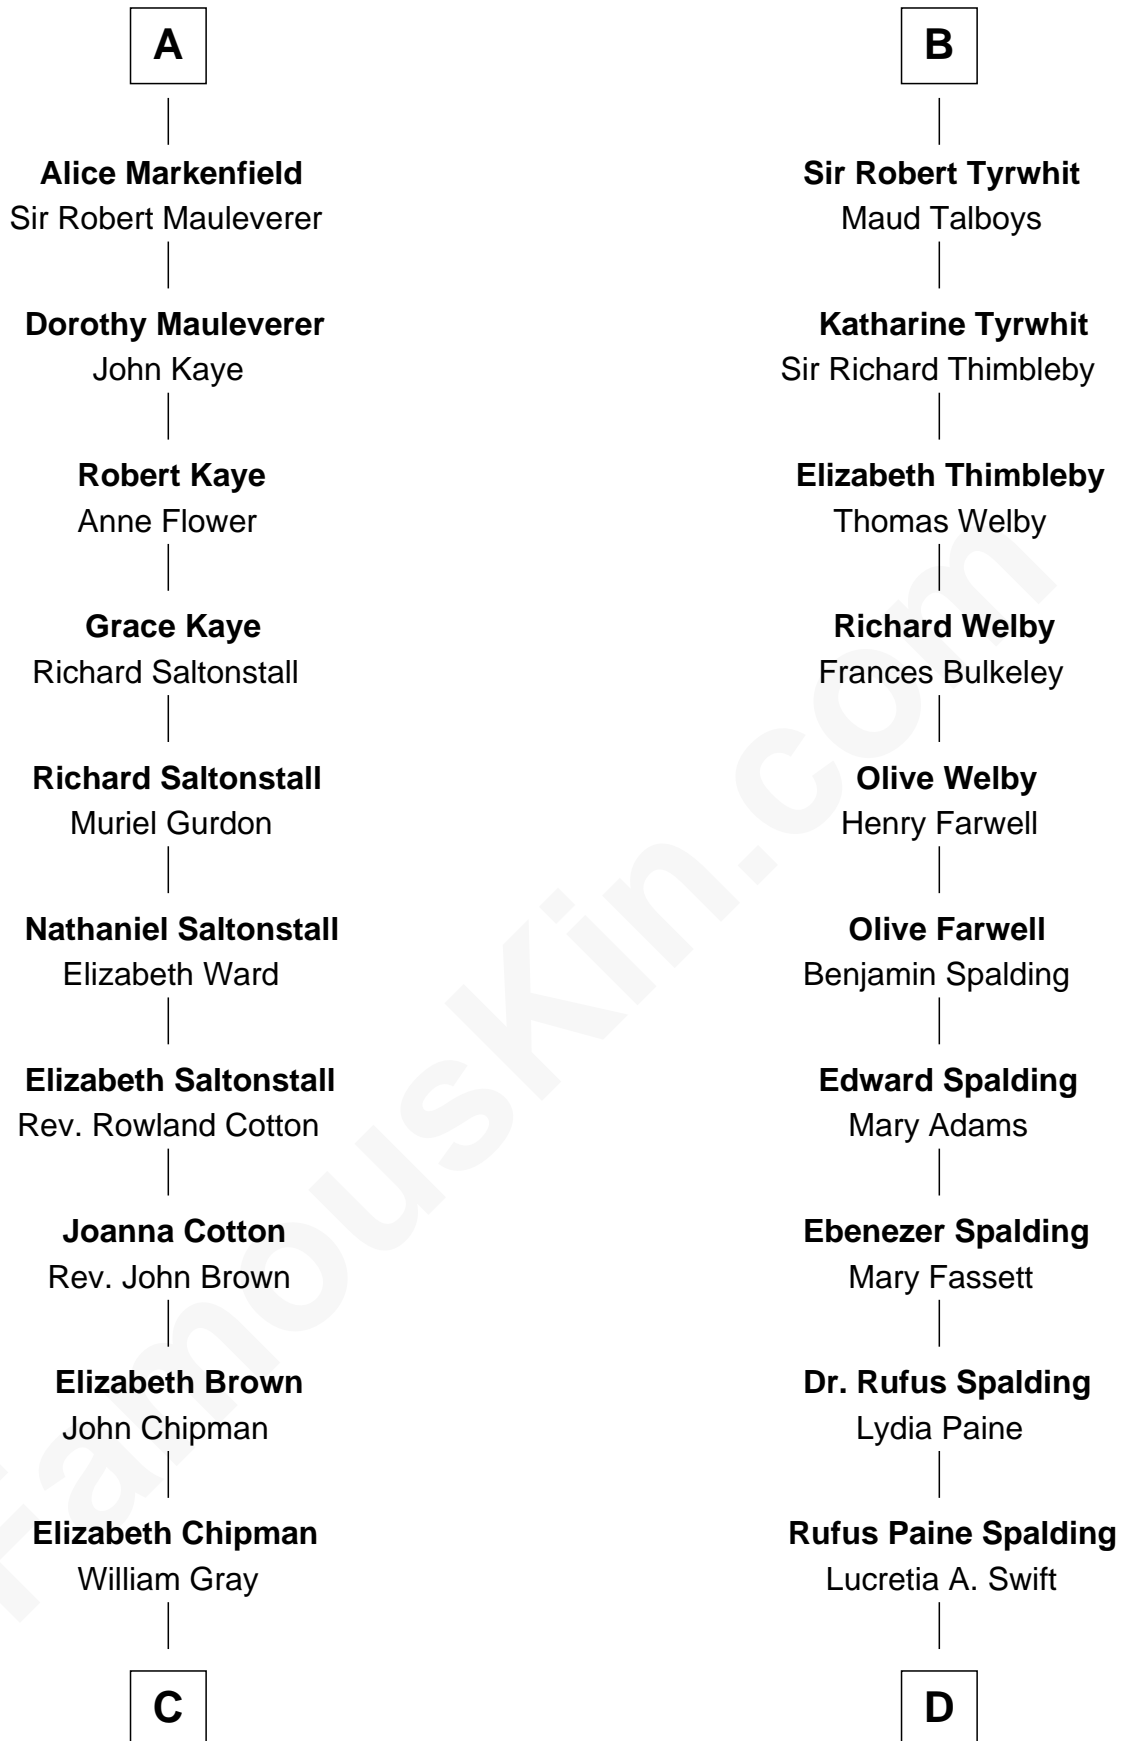 A
Alice Markenfield
Sir Robert Mauleverer
Dorothy Mauleverer
John Kaye
Robert Kaye
Anne Flower
Grace Kaye
Richard Saltonstall
Richard Saltonstall
Muriel Gurdon
Nathaniel Saltonstall
Elizabeth Ward
Elizabeth Saltonstall
Rev. Rowland Cotton
Joanna Cotton
Rev. John Brown
Elizabeth Brown
John Chipman
Elizabeth Chipman
William Gray
C
B
Sir Robert Tyrwhit
Maud Talboys
Katharine Tyrwhit
Sir Richard Thimbleby
Elizabeth Thimbleby
Thomas Welby
Richard Welby
Frances Bulkeley
Olive Welby
Henry Farwell
Olive Farwell
Benjamin Spalding
Edward Spalding
Mary Adams
Ebenezer Spalding
Mary Fassett
Dr. Rufus Spalding
Lydia Paine
Rufus Paine Spalding
Lucretia A. Swift
D
FamousKin.com